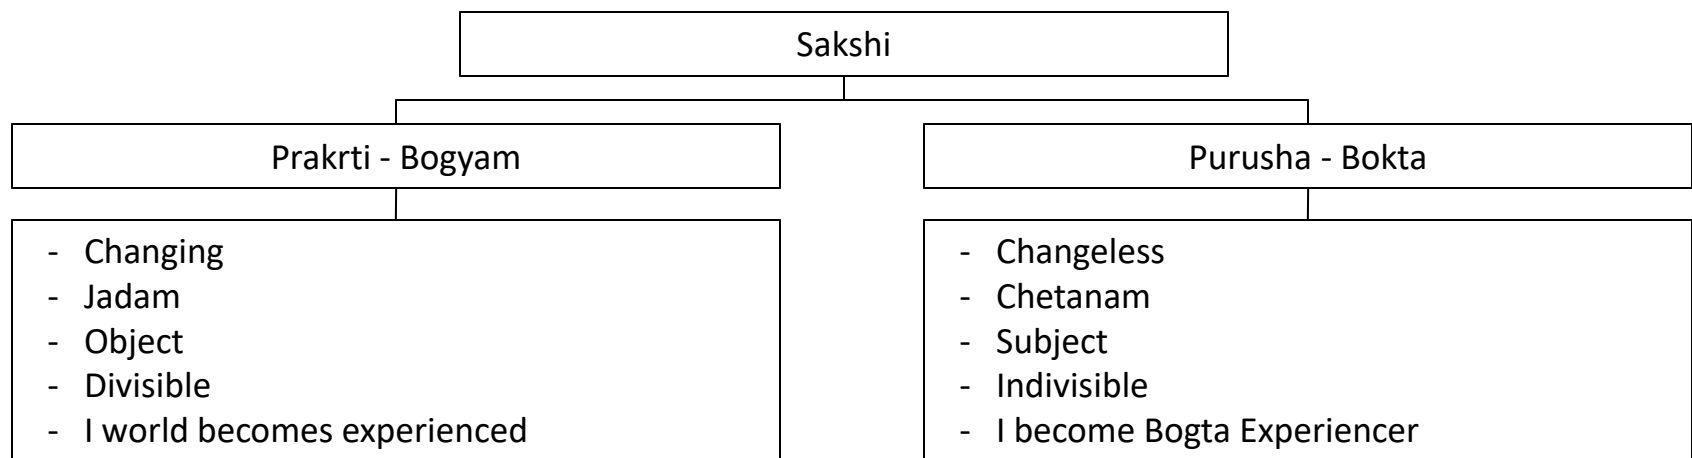 Sakshi
Prakrti - Bogyam
Purusha - Bokta
- Changing
- Jadam
- Object
- Divisible
- I world becomes experienced
- Changeless
- Chetanam
- Subject
- Indivisible
- I become Bogta Experiencer